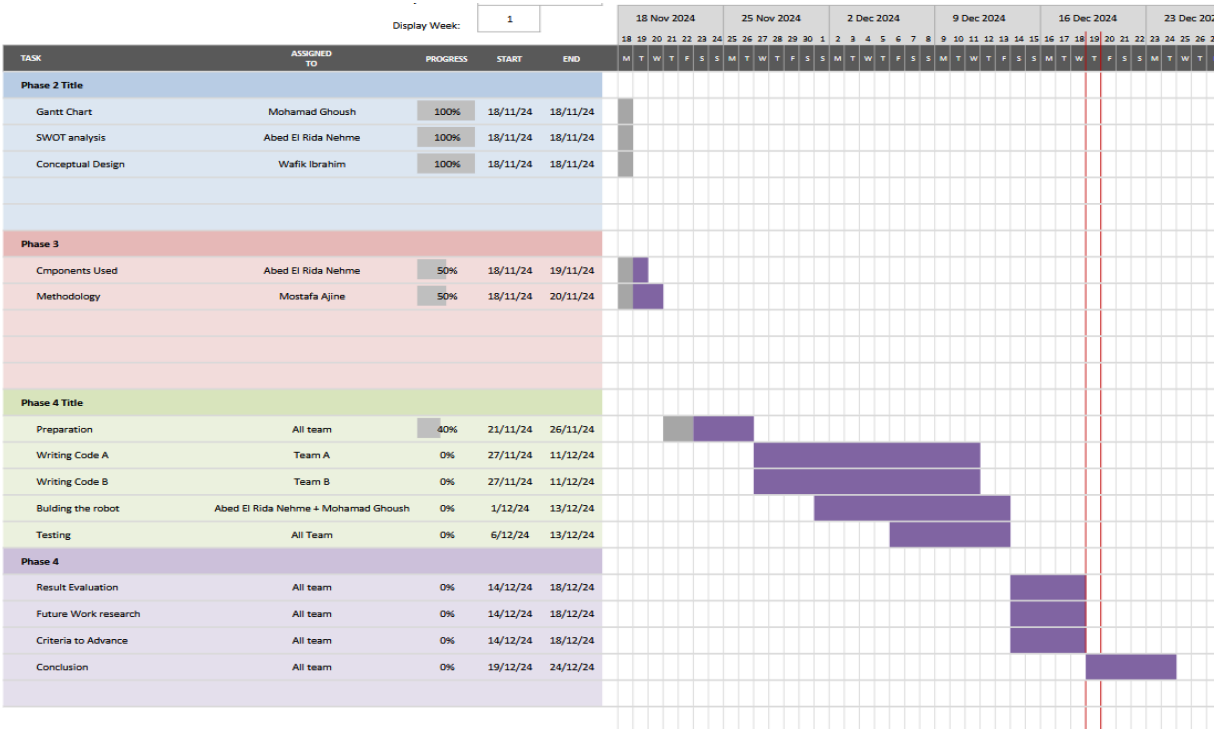 Display Week: 1
18 Nov 2024 25 Nov 2024 2 Dec 2024 9 Dec 2024 16 Dec 2024 23 Dec 202
18 19 20 21 22 23 24 25 26 27 28 29 30 1 2 3 4 5 6 7 8 9 10 11 12 13 14 15 16 17 18 19 20 21 22 23 24 25 26 2
TASK ASSIGNED TO PROGRESS START END M T W T F S S M T W T F S S M T W T F S S M T W T F S S M T W T F S S M T W T
Phase 2 Title
Gantt Chart Mohamad Ghoush 100% 18/11/24 18/11/24
SWOT analysis Abed El Rida Nehme 100% 18/11/24 18/11/24
Conceptual Design Wafik Ibrahim 100% 18/11/24 18/11/24
Phase 3
Cmponents Used Abed El Rida Nehme 50% 18/11/24 19/11/24
Methodology Mostafa Ajine 50% 18/11/24 20/11/24
Phase 4 Title
Preparation All team 40% 21/11/24 26/11/24
Writing Code A Team A 0% 27/11/24 11/12/24
Writing Code B Team B 0% 27/11/24 11/12/24
Bulding the robot Abed El Rida Nehme + Mohamad Ghoush 0% 1/12/24 13/12/24
Testing All Team 0% 6/12/24 13/12/24
Phase 4
Result Evaluation All team 0% 14/12/24 18/12/24
Future Work research All team 0% 14/12/24 18/12/24
Criteria to Advance All team 0% 14/12/24 18/12/24
Conclusion All team 0% 19/12/24 24/12/24